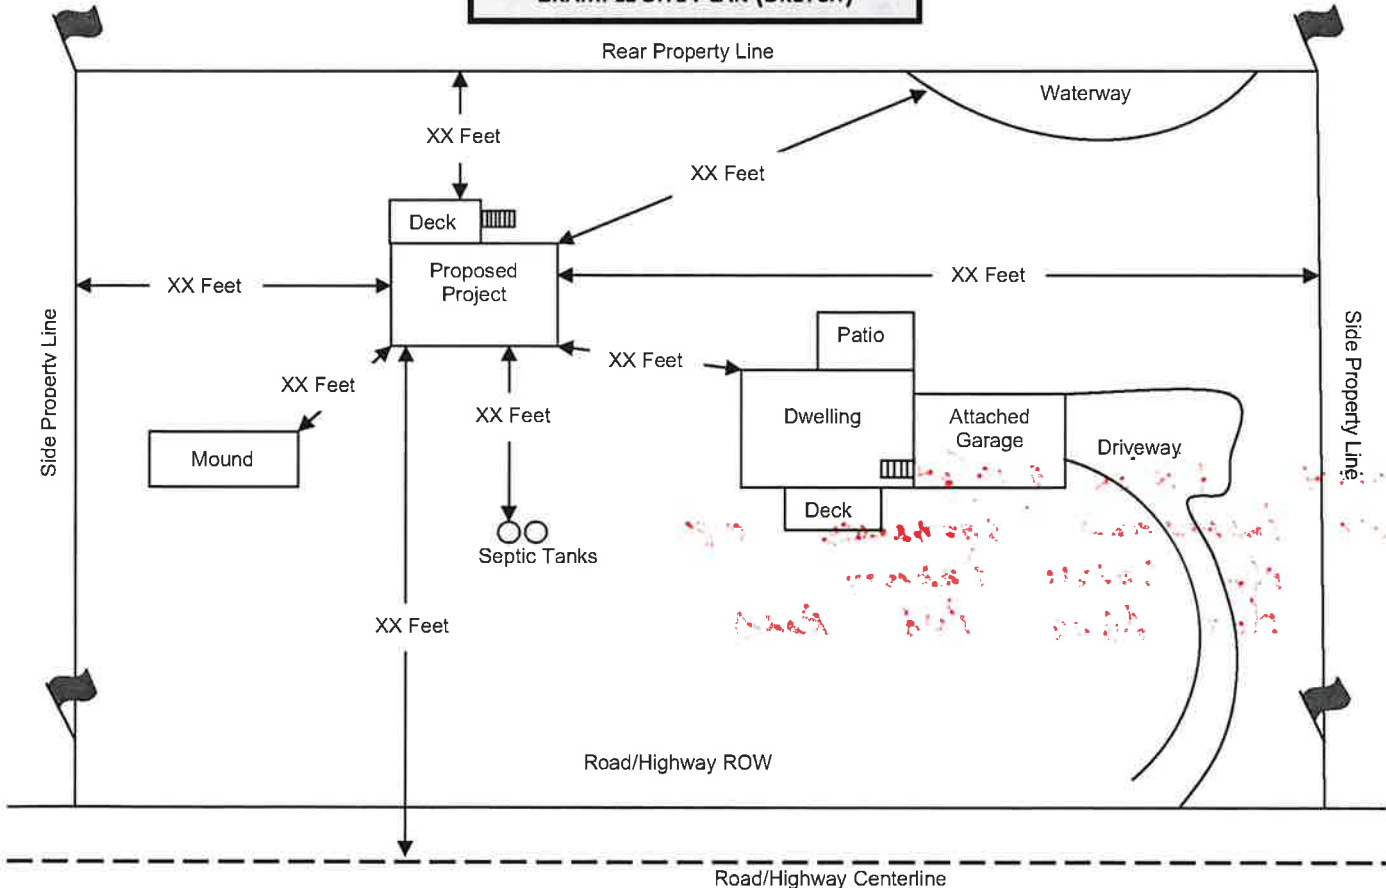 Rear Property Line
Waterway
XX Feet
XX Feet
Deck
Proposed
Project
XX Feet
XX Feet
Side Property Line
Side Property Line
Patio
XX Feet
XX Feet
XX Feet
Dwelling
Attached
Garage
Driveway
Mound
Deck
Septic Tanks
XX Feet
Road/Highway ROW
Road/Highway Centerline